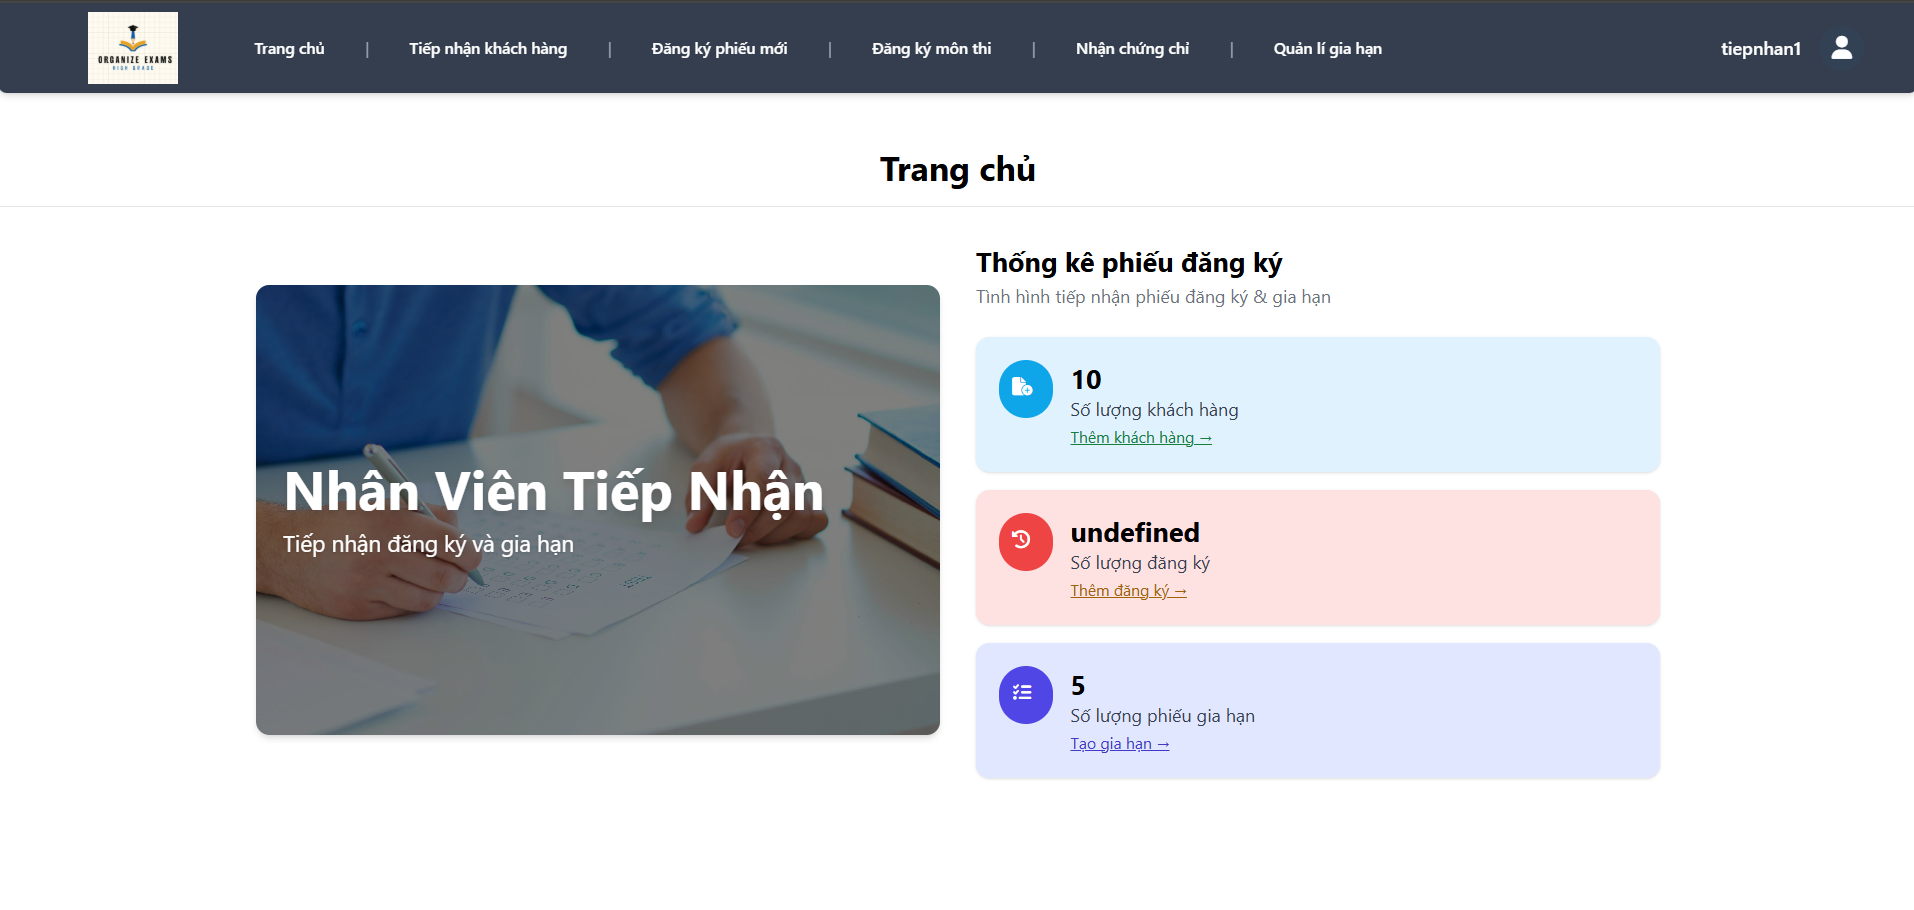 ORGANIZE EXAMS
HIGH GRADE
Trang chủ | Tiếp nhận khách hàng | Đăng ký phiếu mới | Đăng ký môn thi | Nhận chứng chỉ | Quản lí gia hạn
tiepnhan1
Trang chủ
Nhân Viên Tiếp Nhận
Tiếp nhận đăng ký và gia hạn
Thống kê phiếu đăng ký
Tình hình tiếp nhận phiếu đăng ký & gia hạn
10
Số lượng khách hàng
Thêm khách hàng →
undefined
Số lượng đăng ký
Thêm đăng ký →
5
Số lượng phiếu gia hạn
Tạo gia hạn →